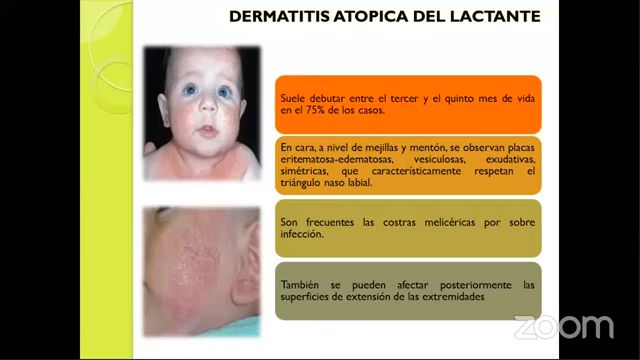 DERMATITIS ATOPICA DEL LACTANTE
Suele debutar entre el tercer y el quinto mes de vida
en el 75% de los casos.
En cara, a nivel de mejillas y mentón, se observan placas
eritematosa-edematosas, vesiculosas, exudativas,
simétricas, que característicamente respetan el
triángulo naso labial.
Son frecuentes las costras melicéricas por sobre
infección.
También se pueden afectar posteriormente las
superficies de extensión de las extremidades
zoom